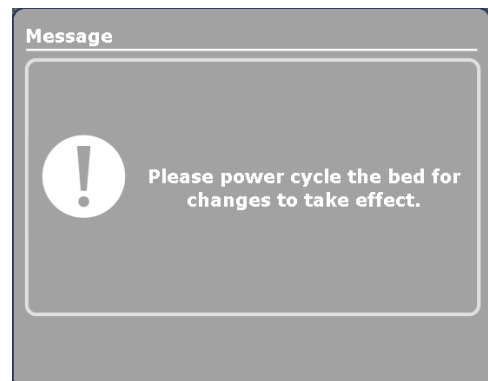 Message
Please power cycle the bed for
changes to take effect.